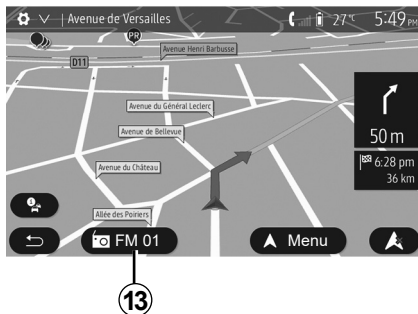 Avenue de Versailles
27 °C
5:49 PM
PR
Avenue Henri Barbusse
D11
Avenue du Général Leclerc
50 m
Avenue de Bellevue
6:28 pm
36 km
Avenue du Château
Allée des Poiriers
FM 01
Menu
13